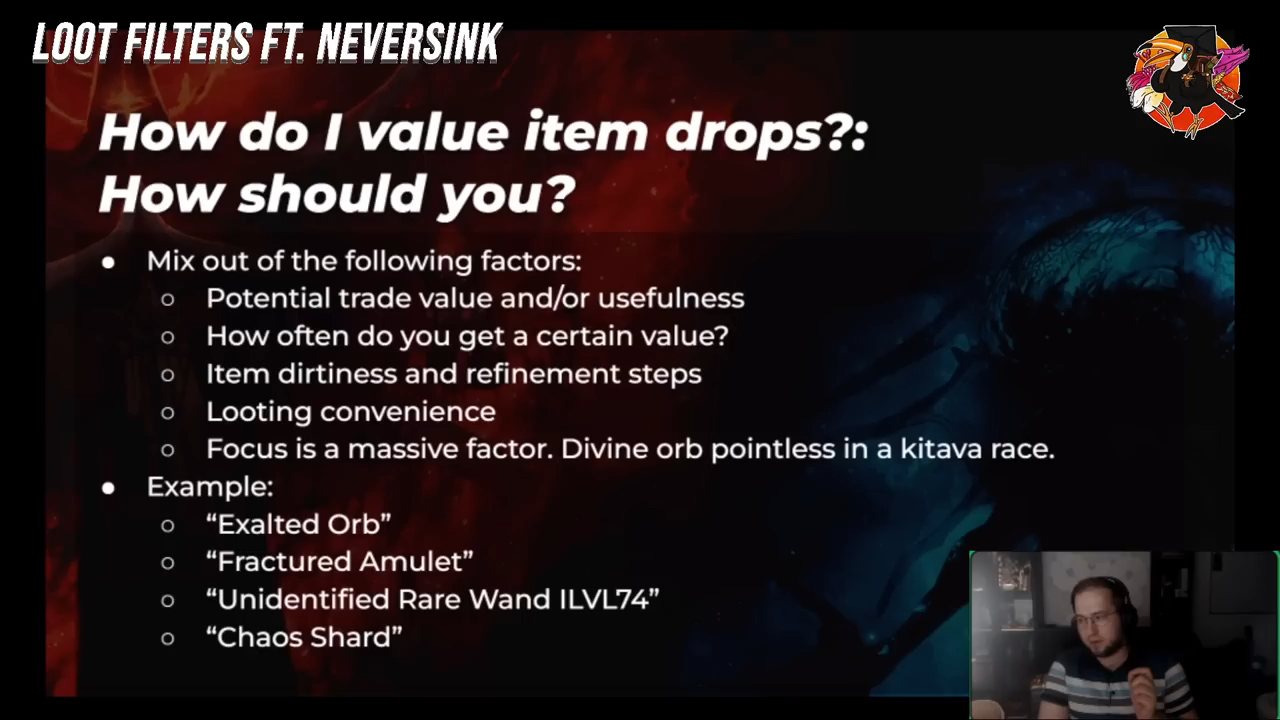 LOOT FILTERS FT. NEVERSINK
How do I value item drops?:
How should you?
● Mix out of the following factors:
○ Potential trade value and/or usefulness
○ How often do you get a certain value?
○ Item dirtiness and refinement steps
○ Looting convenience
○ Focus is a massive factor. Divine orb pointless in a kitava race.
● Example:
○ “Exalted Orb”
○ “Fractured Amulet”
○ “Unidentified Rare Wand ILVL74”
○ “Chaos Shard”